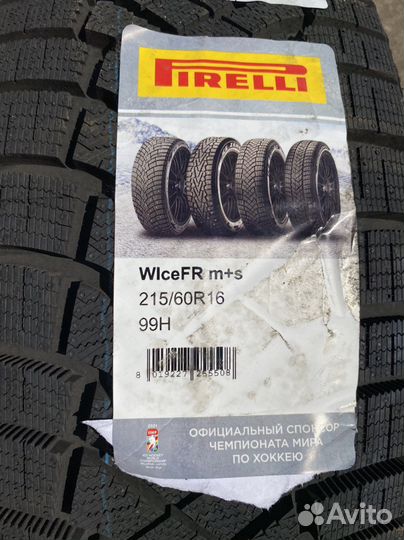 PIRELLI
WIceFR m+s
215/60R16
99H
8 019227 255508
ОФИЦИАЛЬНЫЙ СПОНСОР
ЧЕМПИОНАТА МИРА
ПО ХОККЕЮ
Avito